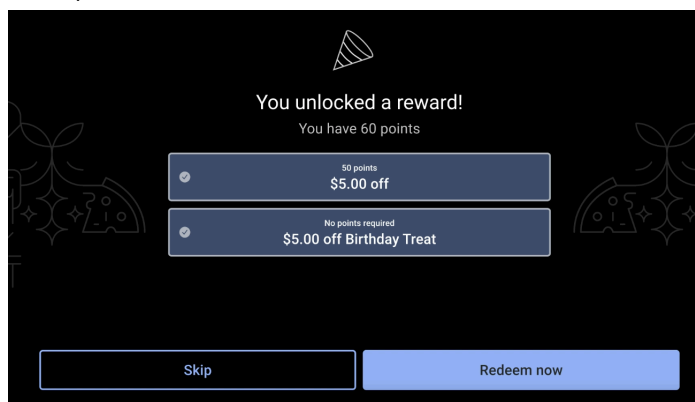 You unlocked a reward!
You have 60 points
50 points
$5.00 off
No points required
$5.00 off Birthday Treat
Skip
Redeem now